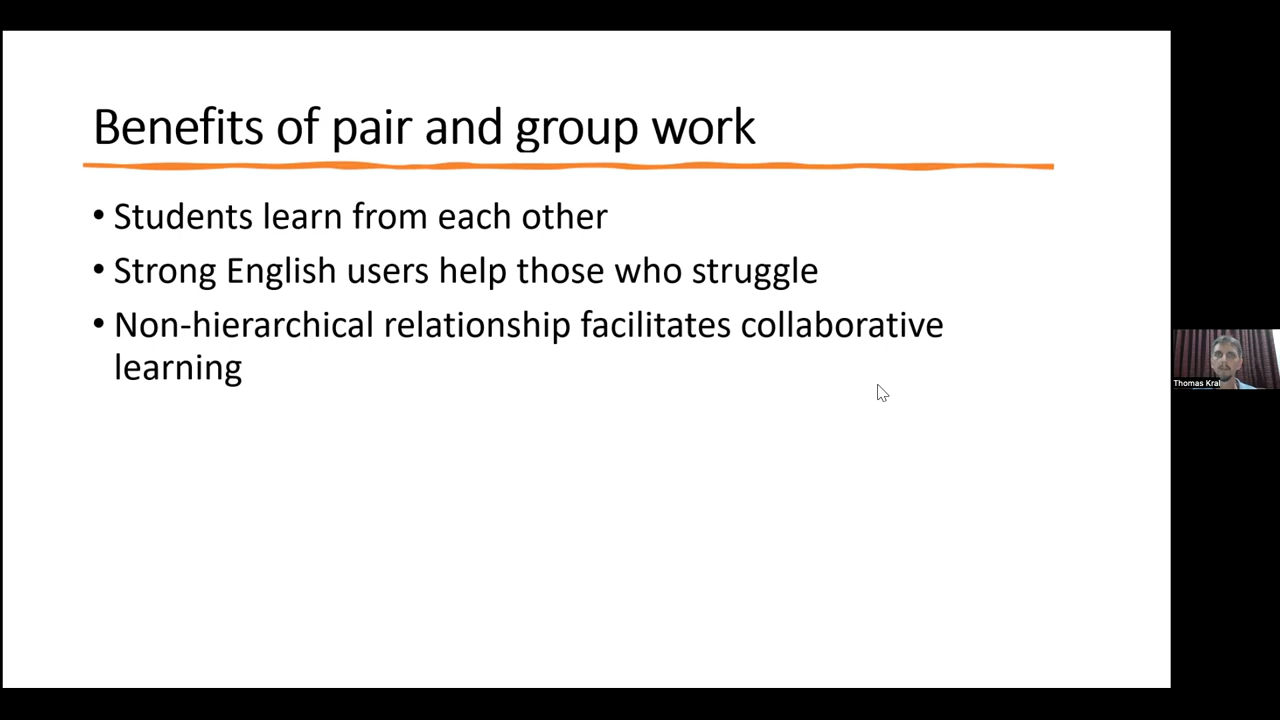 Benefits of pair and group work
• Students learn from each other
• Strong English users help those who struggle
• Non-hierarchical relationship facilitates collaborative
learning
Thomas Kral